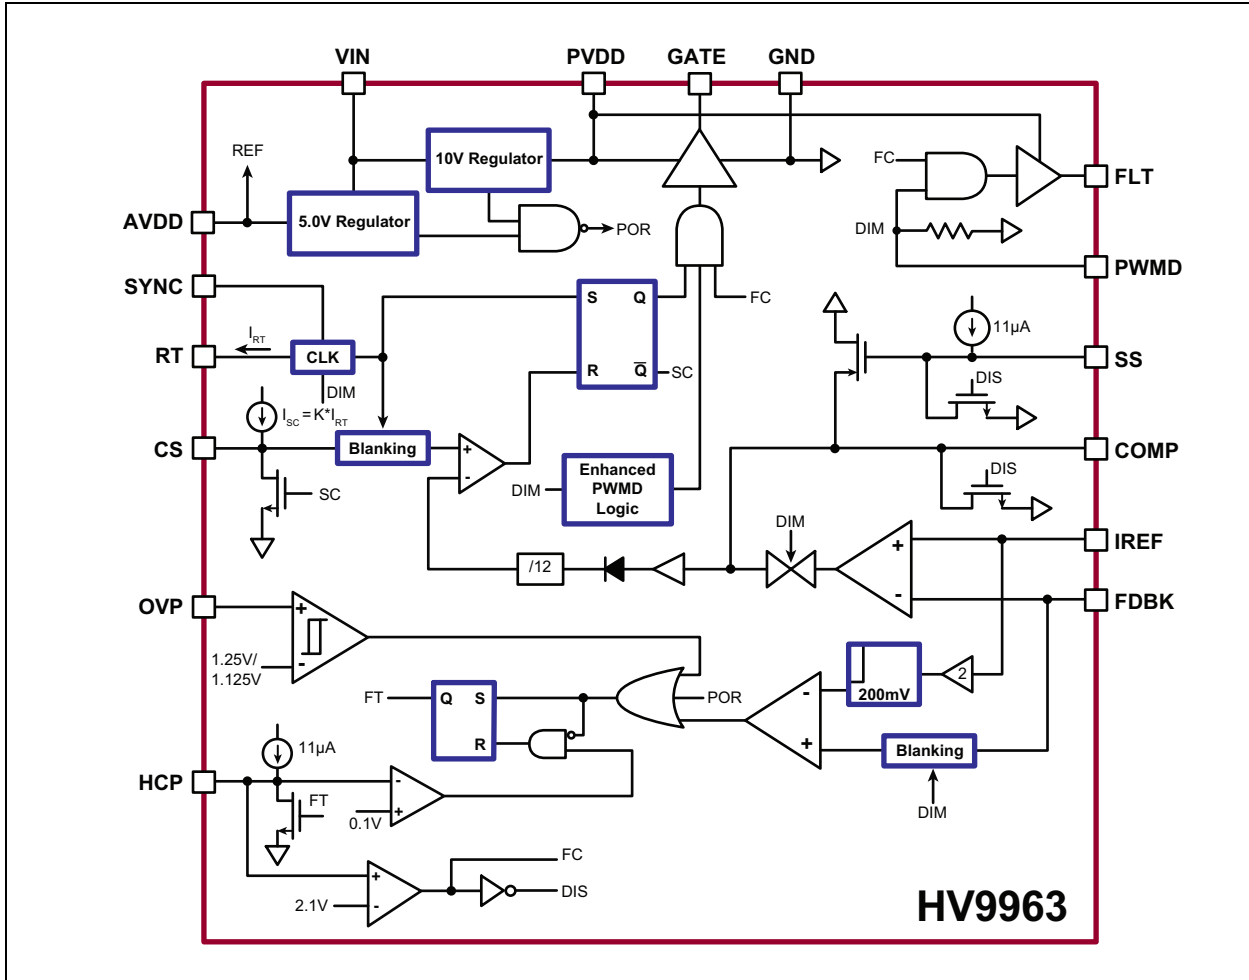 VIN
PVDD
GATE
GND
REF
10V Regulator
FC
FLT
AVDD
5.0V Regulator
POR
DIM
PWMD
SYNC
S
Q
FC
I_RT
11µA
RT
CLK
SS
R
Q̅
SC
DIM
DIS
I_SC = K*I_RT
CS
Blanking
+
-
COMP
Enhanced
PWMD
Logic
DIM
DIS
SC
DIM
+
IREF
/12
-
FDBK
OVP
+
1.25V/
1.125V
-
2
200mV
FT
Q
S
POR
-
R
+
Blanking
11µA
HCP
-
+
FT
0.1V
DIM
FC
+
DIS
2.1V
-
HV9963